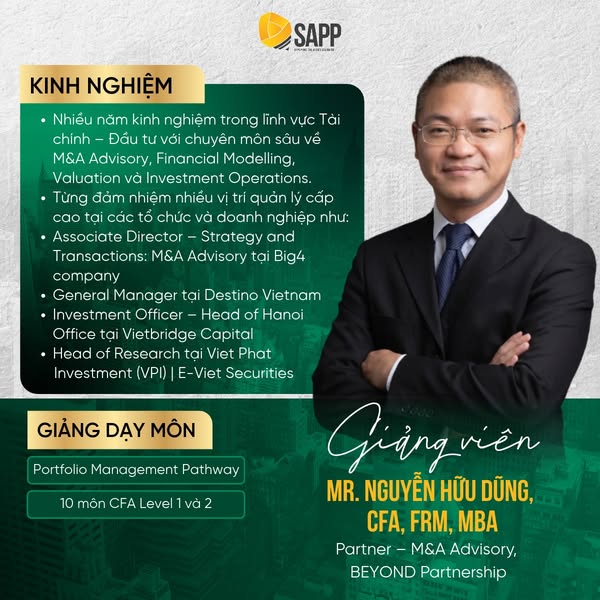 SAPP
KINH NGHIỆM
• Nhiều năm kinh nghiệm trong lĩnh vực Tài
chính – Đầu tư với chuyên môn sâu về
M&A Advisory, Financial Modelling,
Valuation và Investment Operations.
• Từng đảm nhiệm nhiều vị trí quản lý cấp
cao tại các tổ chức và doanh nghiệp như:
• Associate Director – Strategy and
Transactions: M&A Advisory tại Big4
company
• General Manager tại Destino Vietnam
• Investment Officer – Head of Hanoi
Office tại Vietbridge Capital
• Head of Research tại Viet Phat
Investment (VPI) | E-Viet Securities
GIẢNG DẠY MÔN
Portfolio Management Pathway
10 môn CFA Level 1 và 2
Giảng viên
MR. NGUYỄN HỮU DŨNG,
CFA, FRM, MBA
Partner – M&A Advisory,
BEYOND Partnership